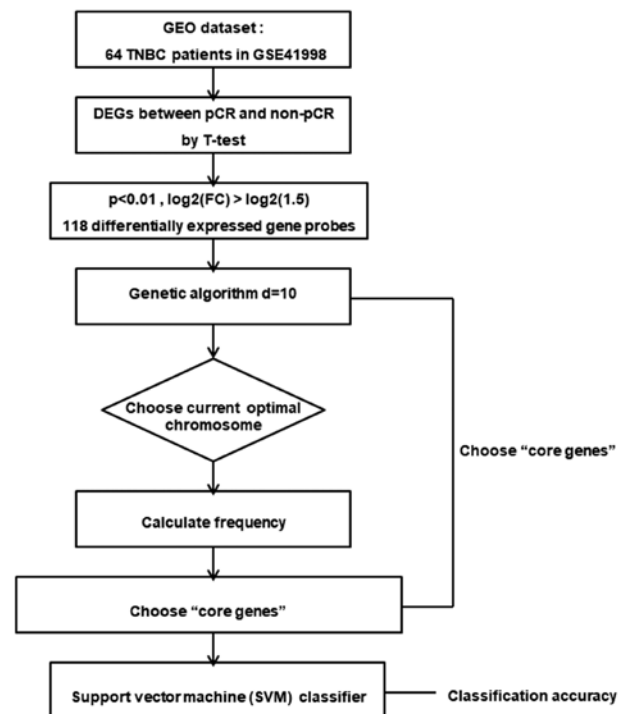 GEO dataset :
64 TNBC patients in GSE41998
DEGs between pCR and non-pCR
by T-test
p<0.01 , log2(FC) > log2(1.5)
118 differentially expressed gene probes
Genetic algorithm d=10
Choose current optimal
chromosome
Choose “core genes”
Calculate frequency
Choose “core genes”
Support vector machine (SVM) classifier
Classification accuracy